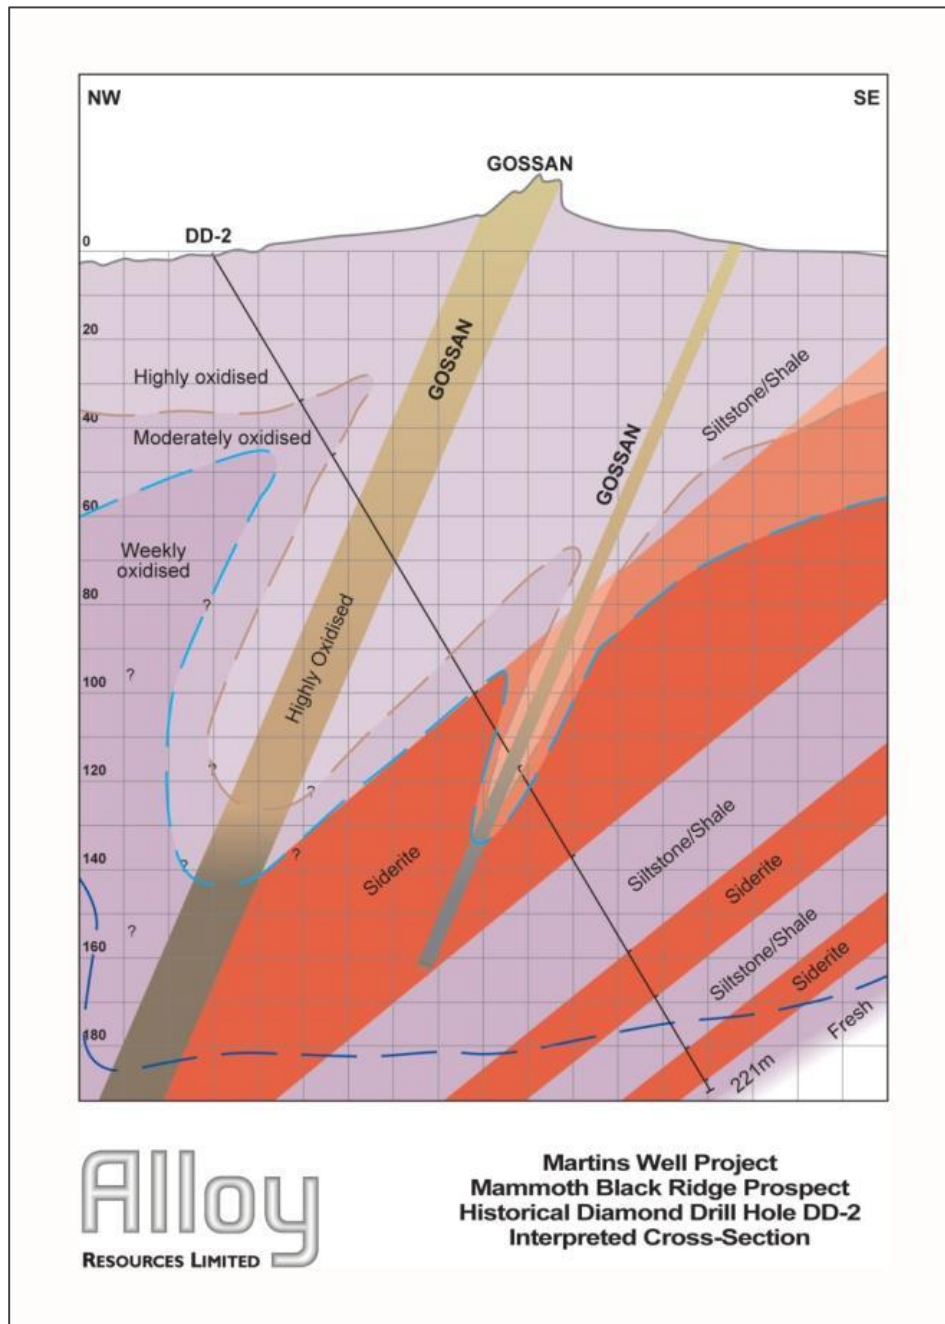 NW
SE
GOSSAN
DD-2
0
20
Highly oxidised
40
Moderately oxidised
60
Weekly
oxidised
80
100
120
140
160
180
GOSSAN
Highly Oxidised
GOSSAN
Siltstone/Shale
?
?
?
?
?
?
?
Siderite
Siltstone/Shale
Siderite
Siltstone/Shale
Siderite
Fresh
221m
Alloy
RESOURCES LIMITED
Martins Well Project
Mammoth Black Ridge Prospect
Historical Diamond Drill Hole DD-2
Interpreted Cross-Section